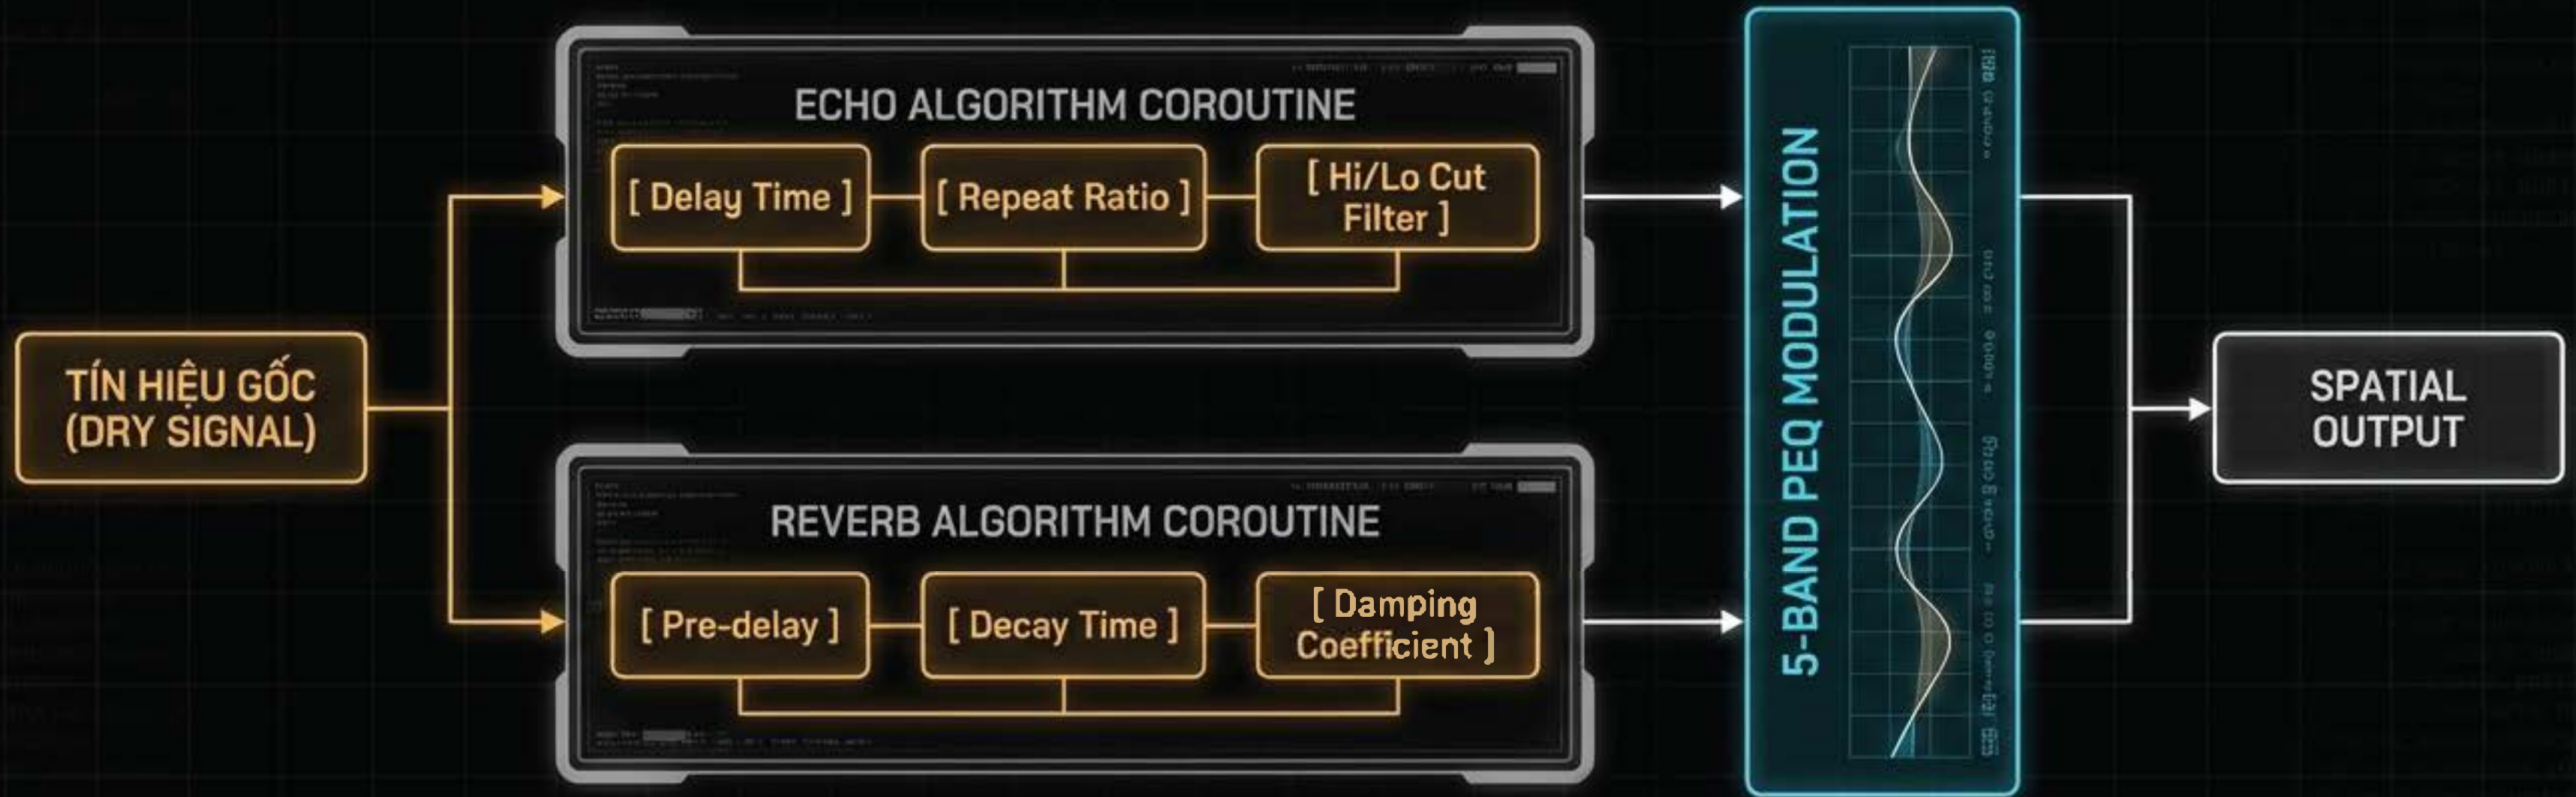 TÍN HIỆU GỐC
(DRY SIGNAL)
ECHO ALGORITHM COROUTINE
[ Delay Time ]
[ Repeat Ratio ]
[ Hi/Lo Cut
Filter ]
REVERB ALGORITHM COROUTINE
[ Pre-delay ]
[ Decay Time ]
[ Damping
Coefficient ]
5-BAND PEQ MODULATION
SPATIAL
OUTPUT